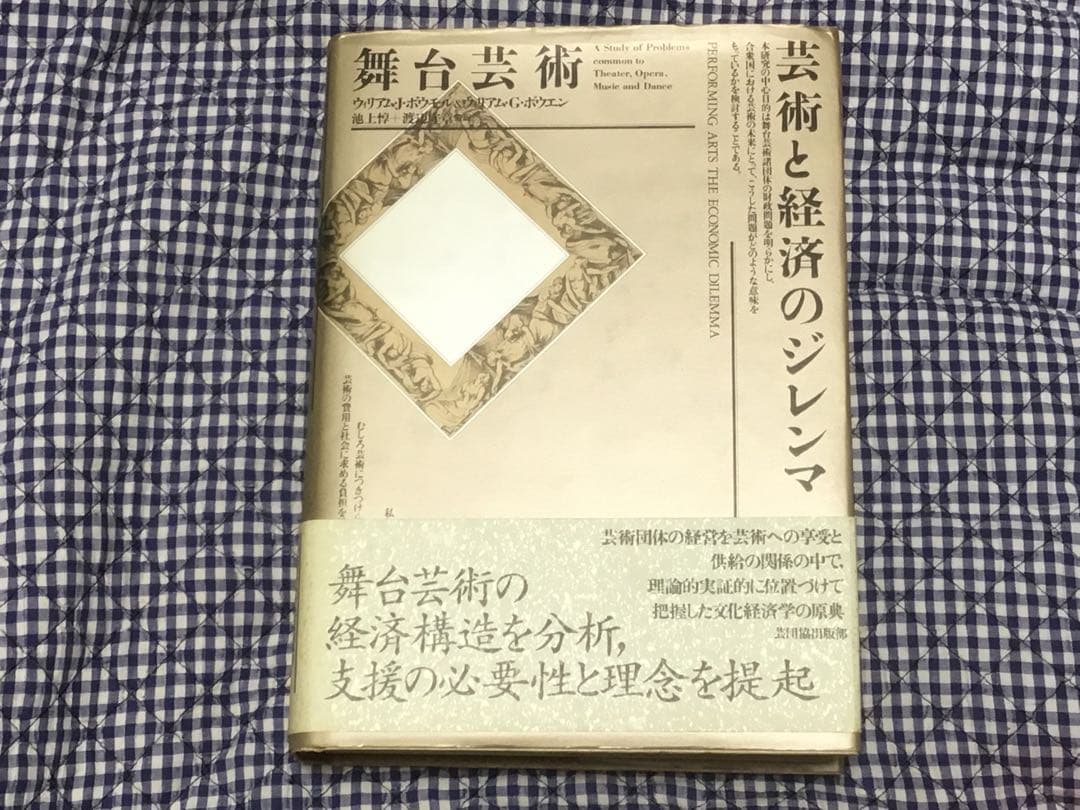 舞台芸術
A Study of Problems
common to
Theater, Opera,
Music and Dance
ウィリアム・J・ボウモル&ウィリアム・G・ボウエン
池上惇+渡辺守章
芸術と経済のジレンマ
本研究の中心目的は舞台芸術諸団体の財政問題を明らかにし、
合衆国における芸術の未来にとって、こうした問題がどのような意味を
もっているかを検討することである。
PERFORMING ARTS THE ECONOMIC DILEMMA
私
むしろ芸術につきつけ
芸術の費用と社会に求める負担を
芸術団体の経営を芸術への享受と
供給の関係の中で,
理論的実証的に位置づけて
把握した文化経済学の原典
芸団協出版部
舞台芸術の
経済構造を分析,
支援の必要性と理念を提起